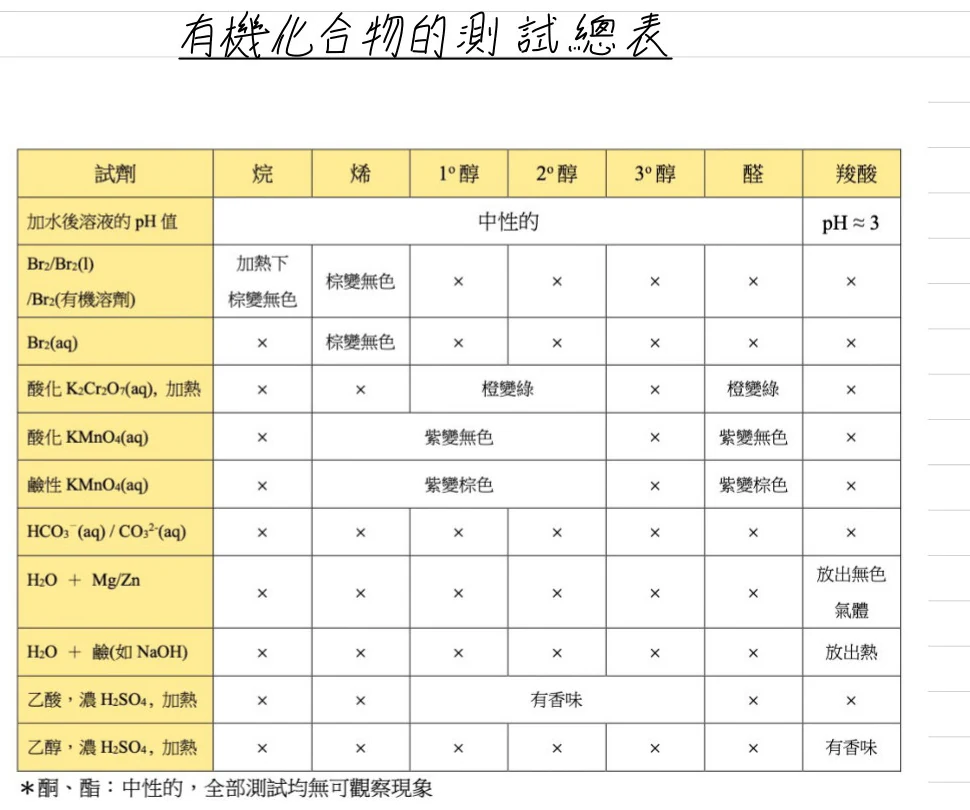 有機化合物的測試總表
試劑 烷 烯 1° 醇 2° 醇 3° 醇 醛 羧酸
加水後溶液的 pH 值 中性的 pH ≈ 3
Br₂/Br₂(l) 加熱下
/Br₂(有機溶劑) 棕變無色 棕變無色 × × × × ×
Br₂(aq) × 棕變無色 × × × × ×
酸化 K₂Cr₂O₇(aq), 加熱 × × 橙變綠 × 橙變綠 ×
酸化 KMnO₄(aq) × 紫變無色 × 紫變無色 ×
鹼性 KMnO₄(aq) × 紫變棕色 × 紫變棕色 ×
HCO₃⁻(aq) / CO₃²⁻(aq) × × × × × × ×
H₂O + Mg/Zn × × × × × × 放出無色
氣體
H₂O + 鹼(如 NaOH) × × × × × × 放出熱
乙酸，濃 H₂SO₄, 加熱 × × 有香味 × ×
乙醇，濃 H₂SO₄, 加熱 × × × × × × 有香味
＊酮、酯：中性的，全部測試均無可觀察現象